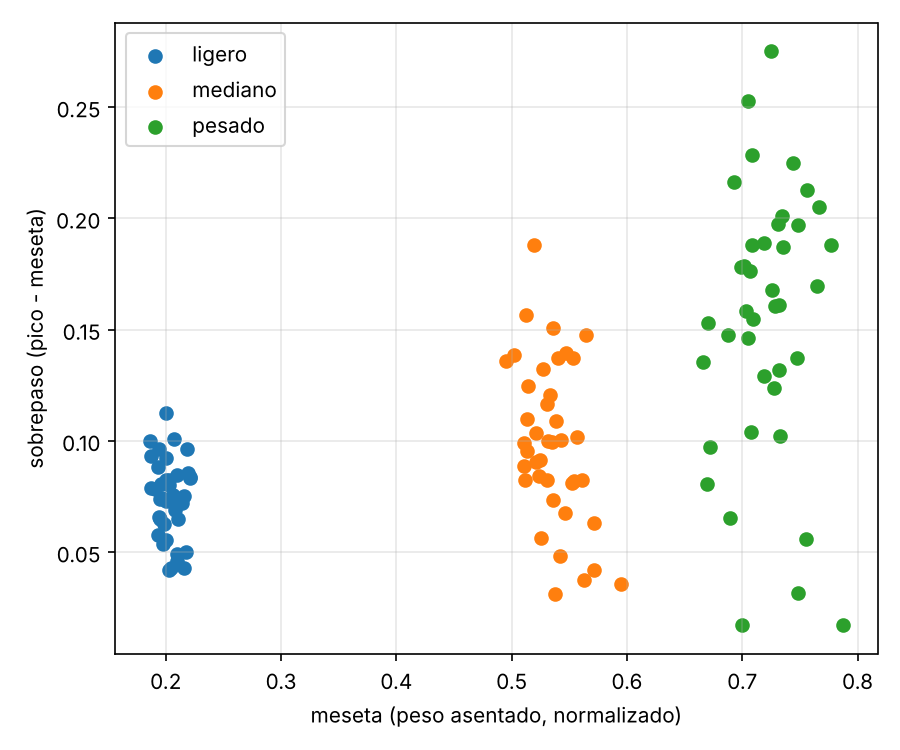 ligero
mediano
pesado
0.25
0.20
0.15
0.10
0.05
sobrepaso (pico - meseta)
0.2 0.3 0.4 0.5 0.6 0.7 0.8
meseta (peso asentado, normalizado)